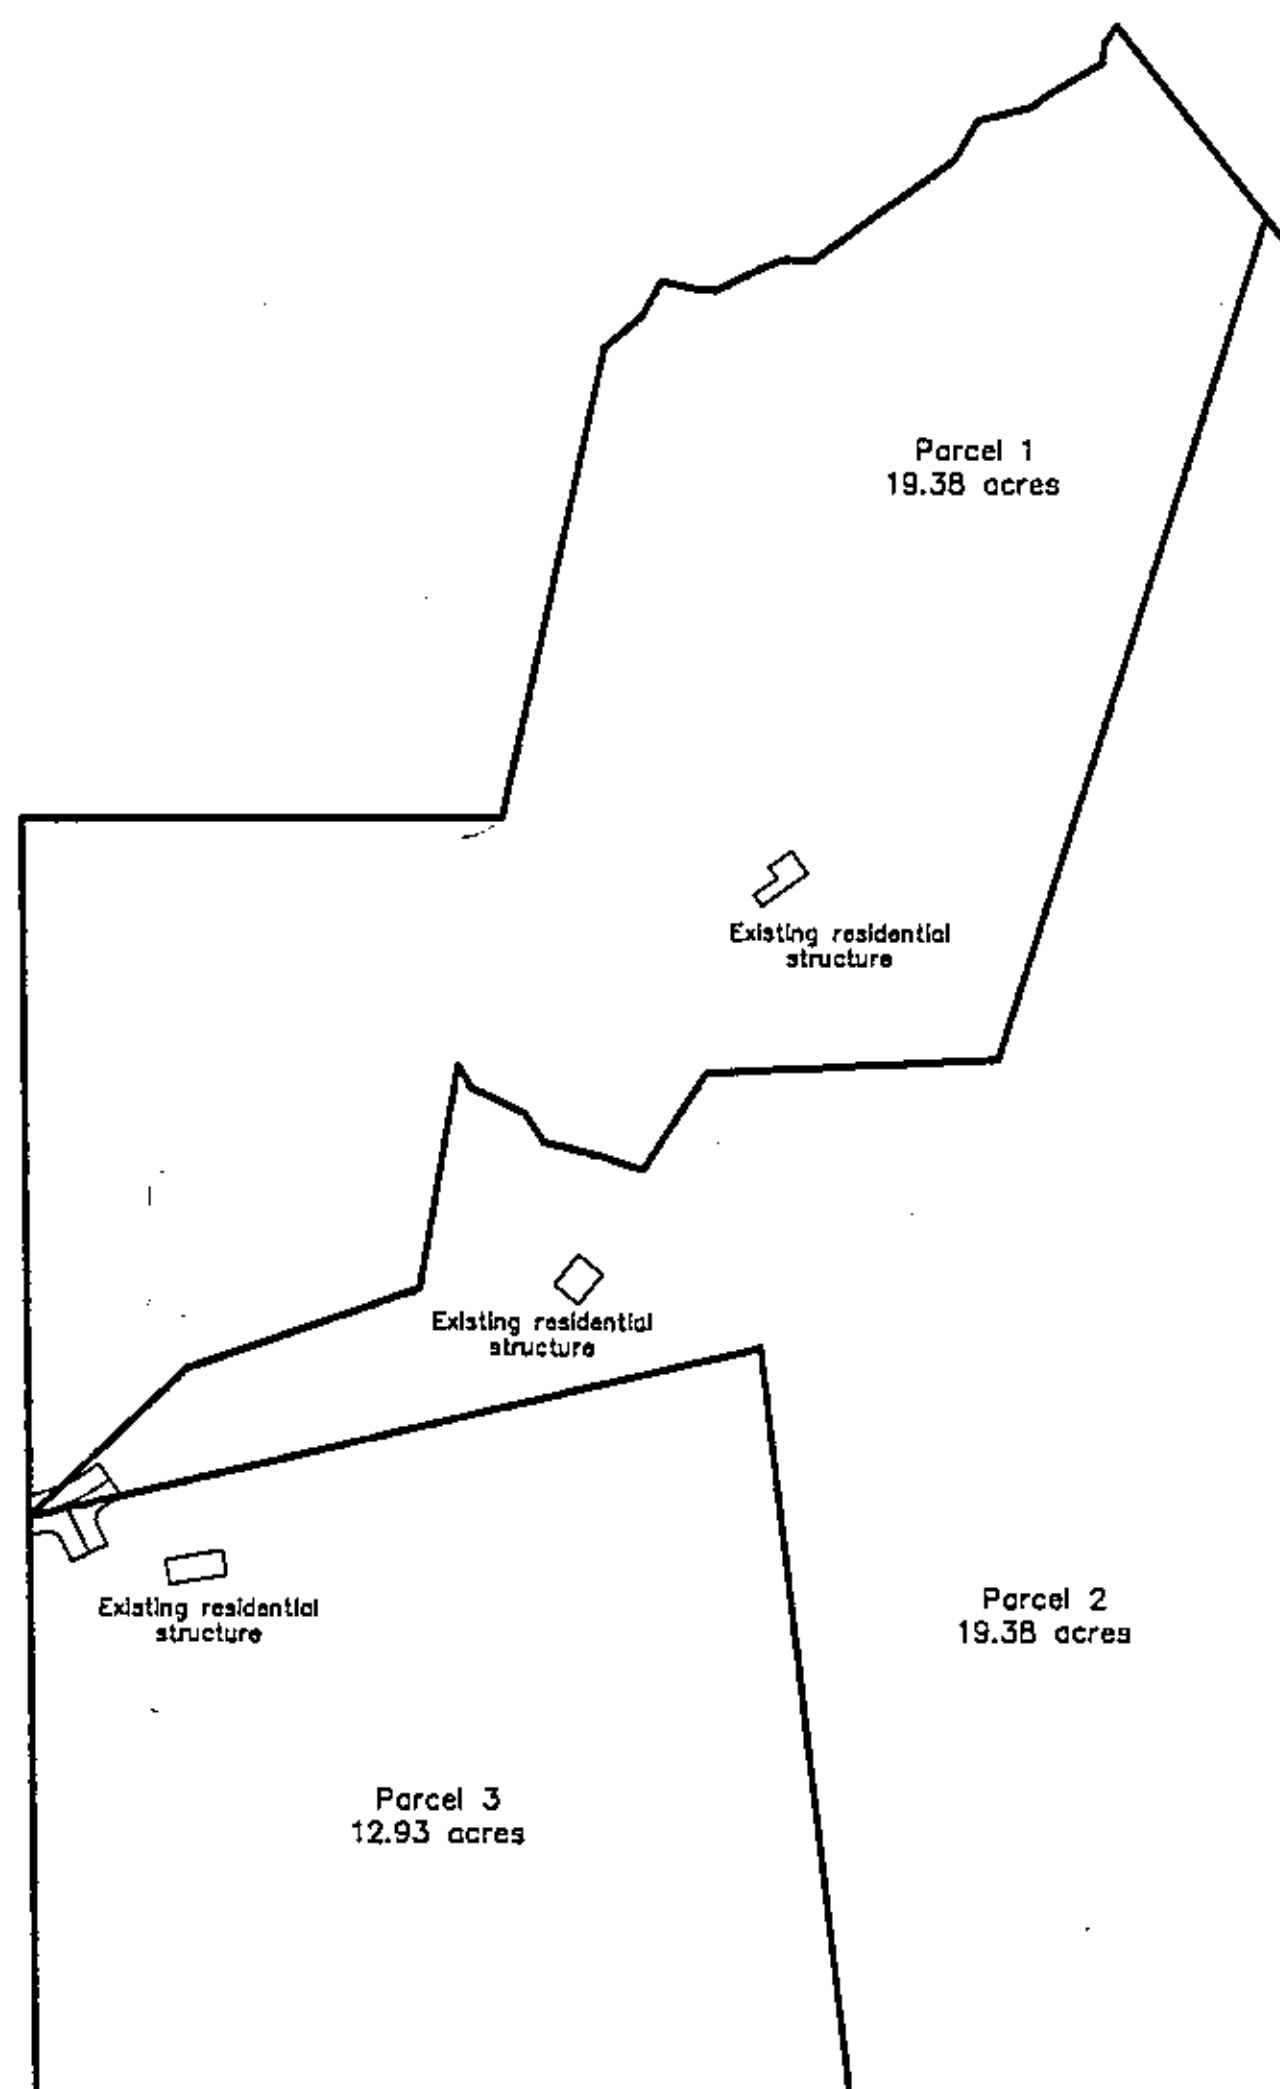 Parcel 1
19.38 acres
Existing residential
structure
Existing residential
structure
Existing residential
structure
Parcel 2
19.38 acres
Parcel 3
12.93 acres